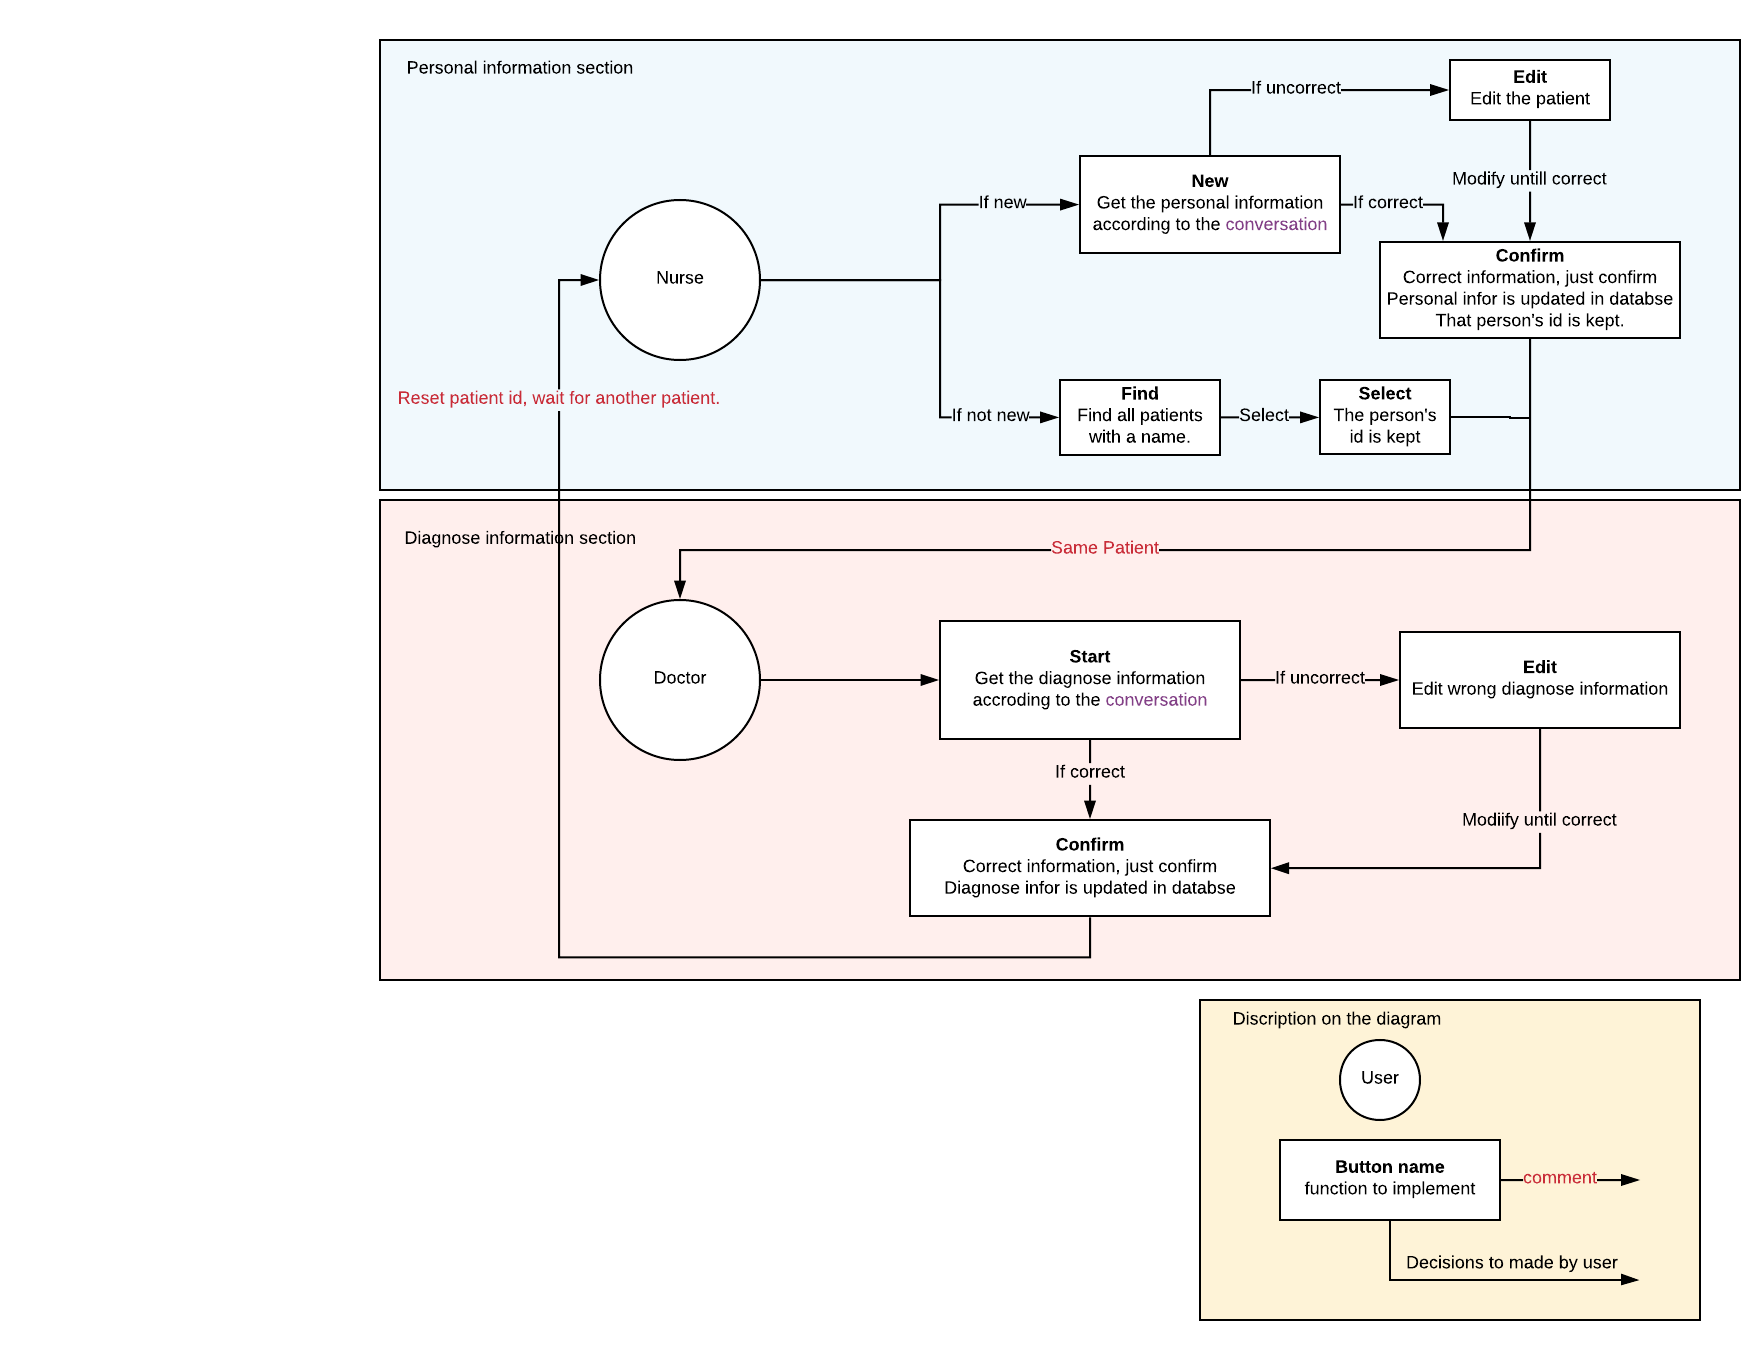 Personal information section
If uncorrect
Edit
Edit the patient
New
Get the personal information
according to the conversation
If new
If correct
Modify untill correct
Nurse
Confirm
Correct information, just confirm
Personal infor is updated in databse
That person's id is kept.
Reset patient id, wait for another patient.
If not new
Find
Find all patients
with a name.
Select
Select
The person's
id is kept
Diagnose information section
Same Patient
Doctor
Start
Get the diagnose information
accroding to the conversation
If uncorrect
Edit
Edit wrong diagnose information
If correct
Modiify until correct
Confirm
Correct information, just confirm
Diagnose infor is updated in databse
Discription on the diagram
User
Button name
function to implement
comment
Decisions to made by user